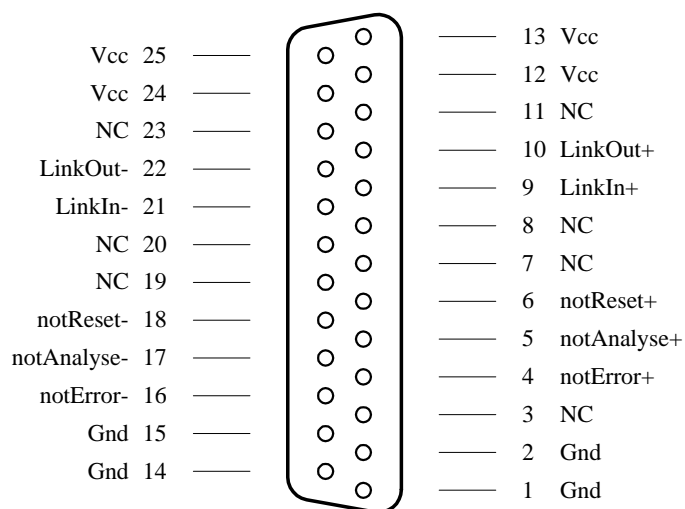 13 Vcc
Vcc 25
12 Vcc
Vcc 24
11 NC
NC 23
10 LinkOut+
LinkOut- 22
9 LinkIn+
LinkIn- 21
8 NC
NC 20
7 NC
NC 19
6 notReset+
notReset- 18
5 notAnalyse+
notAnalyse- 17
4 notError+
notError- 16
3 NC
Gnd 15
2 Gnd
Gnd 14
1 Gnd